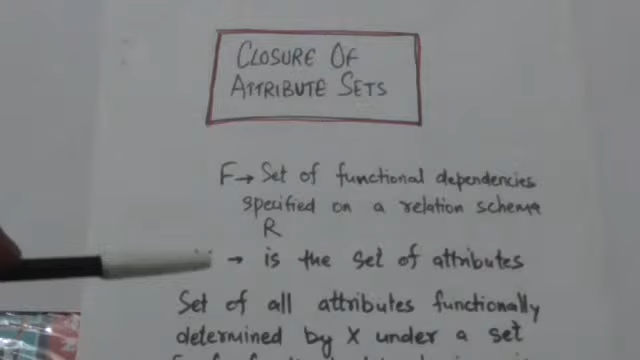 CLOSURE OF
ATTRIBUTE SETS
F→ Set of functional dependencies
specified on a relation schema
R
→ is the set of attributes
Set of all attributes functionally
determined by X under a set